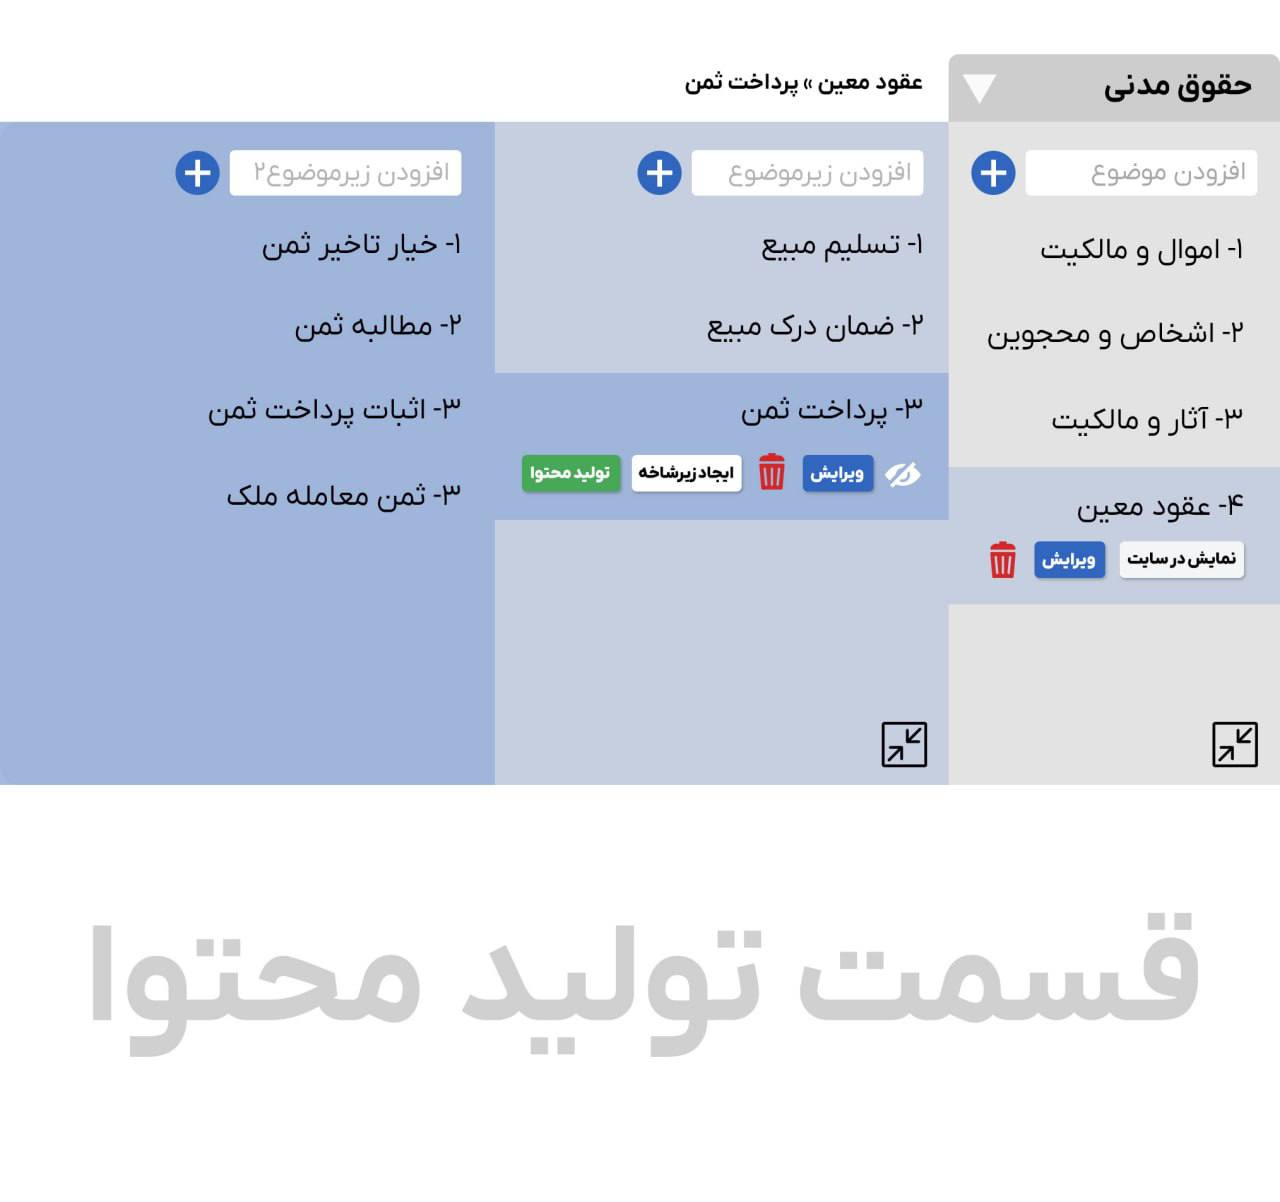 حقوق مدنی
عقود معین » پرداخت ثمن
افزودن موضوع
۱- اموال و مالکیت
۲- اشخاص و محجوین
۳- آثار و مالکیت
۴- عقود معین
نمایش در سایت
ویرایش
افزودن زیرموضوع
۱- تسلیم مبیع
۲- ضمان درک مبیع
۳- پرداخت ثمن
ویرایش
ایجاد زیرشاخه
تولید محتوا
افزودن زیرموضوع۲
۱- خیار تاخیر ثمن
۲- مطالبه ثمن
۳- اثبات پرداخت ثمن
۳- ثمن معامله ملک
قسمت تولید محتوا